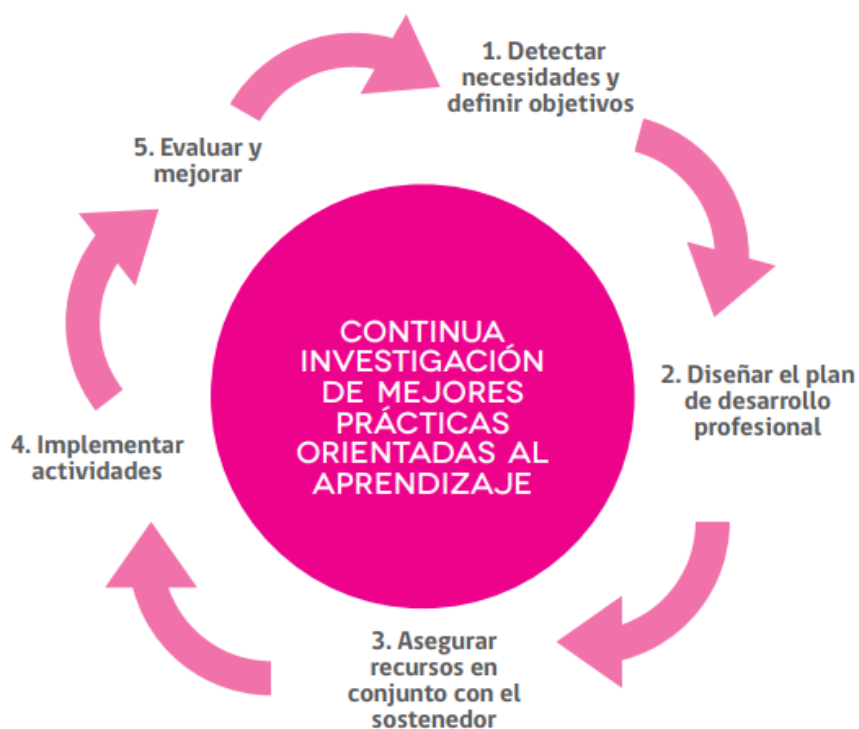 1. Detectar
necesidades y
definir objetivos
2. Diseñar el plan
de desarrollo
profesional
3. Asegurar
recursos en
conjunto con el
sostenedor
4. Implementar
actividades
5. Evaluar y
mejorar
CONTINUA
INVESTIGACIÓN
DE MEJORES
PRÁCTICAS
ORIENTADAS AL
APRENDIZAJE